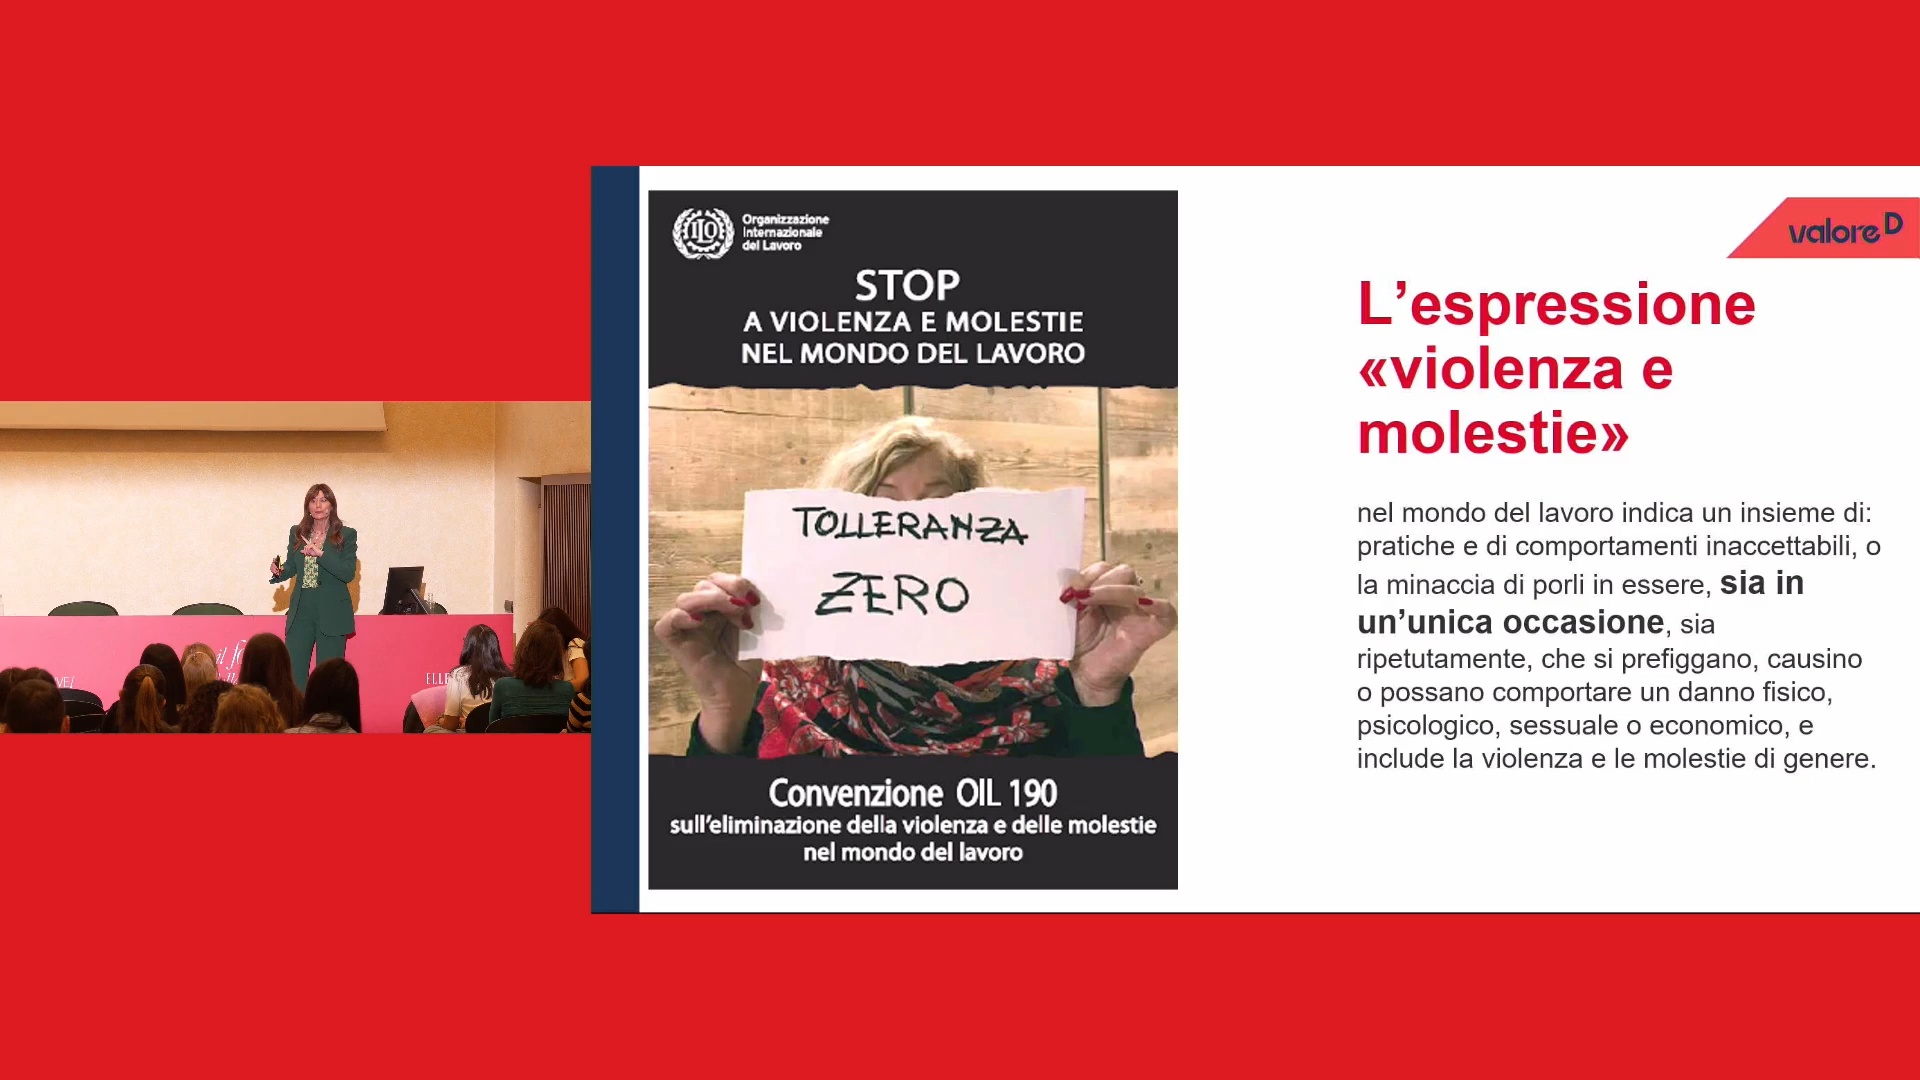 ILO
Organizzazione
Internazionale
del Lavoro
STOP
A VIOLENZA E MOLESTIE
NEL MONDO DEL LAVORO
TOLLERANZA
ZERO
Convenzione OIL 190
sull'eliminazione della violenza e delle molestie
nel mondo del lavoro
valore D
L’espressione
«violenza e
molestie»
nel mondo del lavoro indica un insieme di:
pratiche e di comportamenti inaccettabili, o
la minaccia di porli in essere, sia in
un’unica occasione, sia
ripetutamente, che si prefiggano, causino
o possano comportare un danno fisico,
psicologico, sessuale o economico, e
include la violenza e le molestie di genere.
il
ELLE